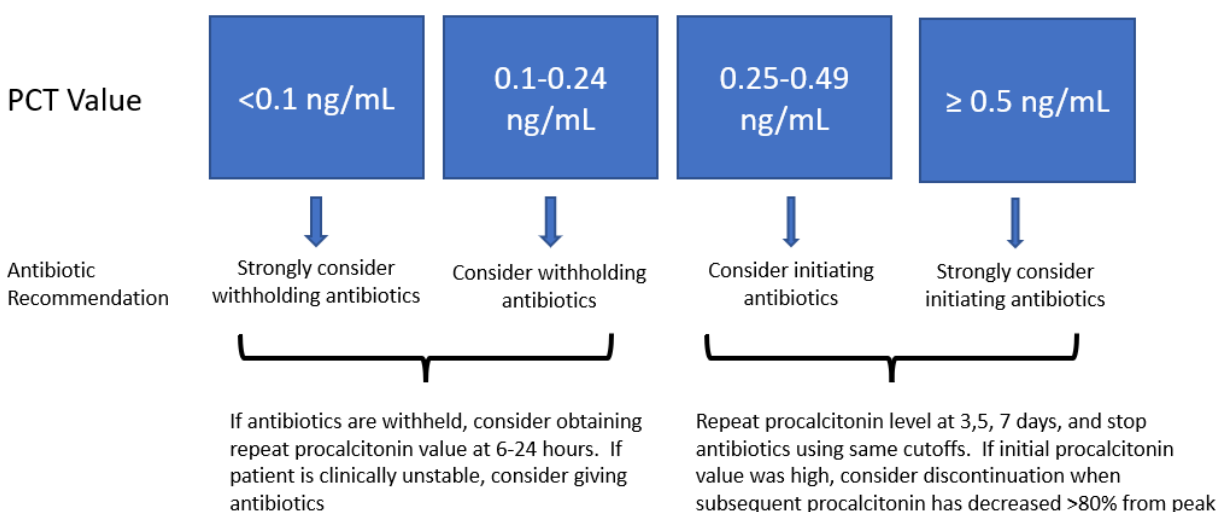 PCT Value
<0.1 ng/mL
0.1-0.24
ng/mL
0.25-0.49
ng/mL
≥ 0.5 ng/mL
Antibiotic
Recommendation
Strongly consider
withholding antibiotics
Consider withholding
antibiotics
Consider initiating
antibiotics
Strongly consider
initiating antibiotics
If antibiotics are withheld, consider obtaining
repeat procalcitonin value at 6-24 hours.  If
patient is clinically unstable, consider giving
antibiotics
Repeat procalcitonin level at 3,5, 7 days, and stop
antibiotics using same cutoffs.  If initial procalcitonin
value was high, consider discontinuation when
subsequent procalcitonin has decreased >80% from peak